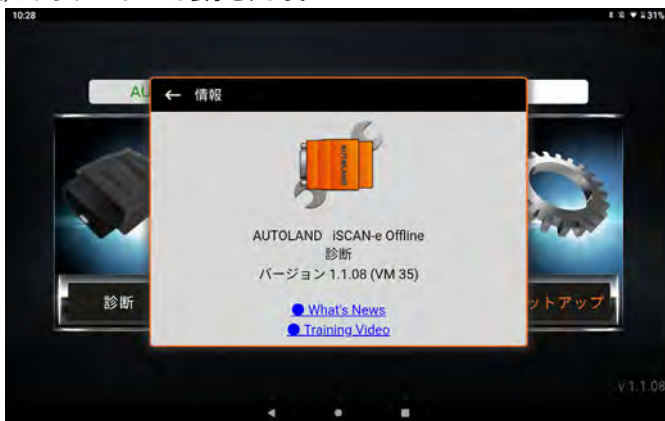 10:28
31%
AU
← 情報
AUTOLAND
AUTOLAND iSCAN-e Offline
診断
バージョン 1.1.08 (VM 35)
● What's News
● Training Video
診断
ットアップ
V 1.1.08